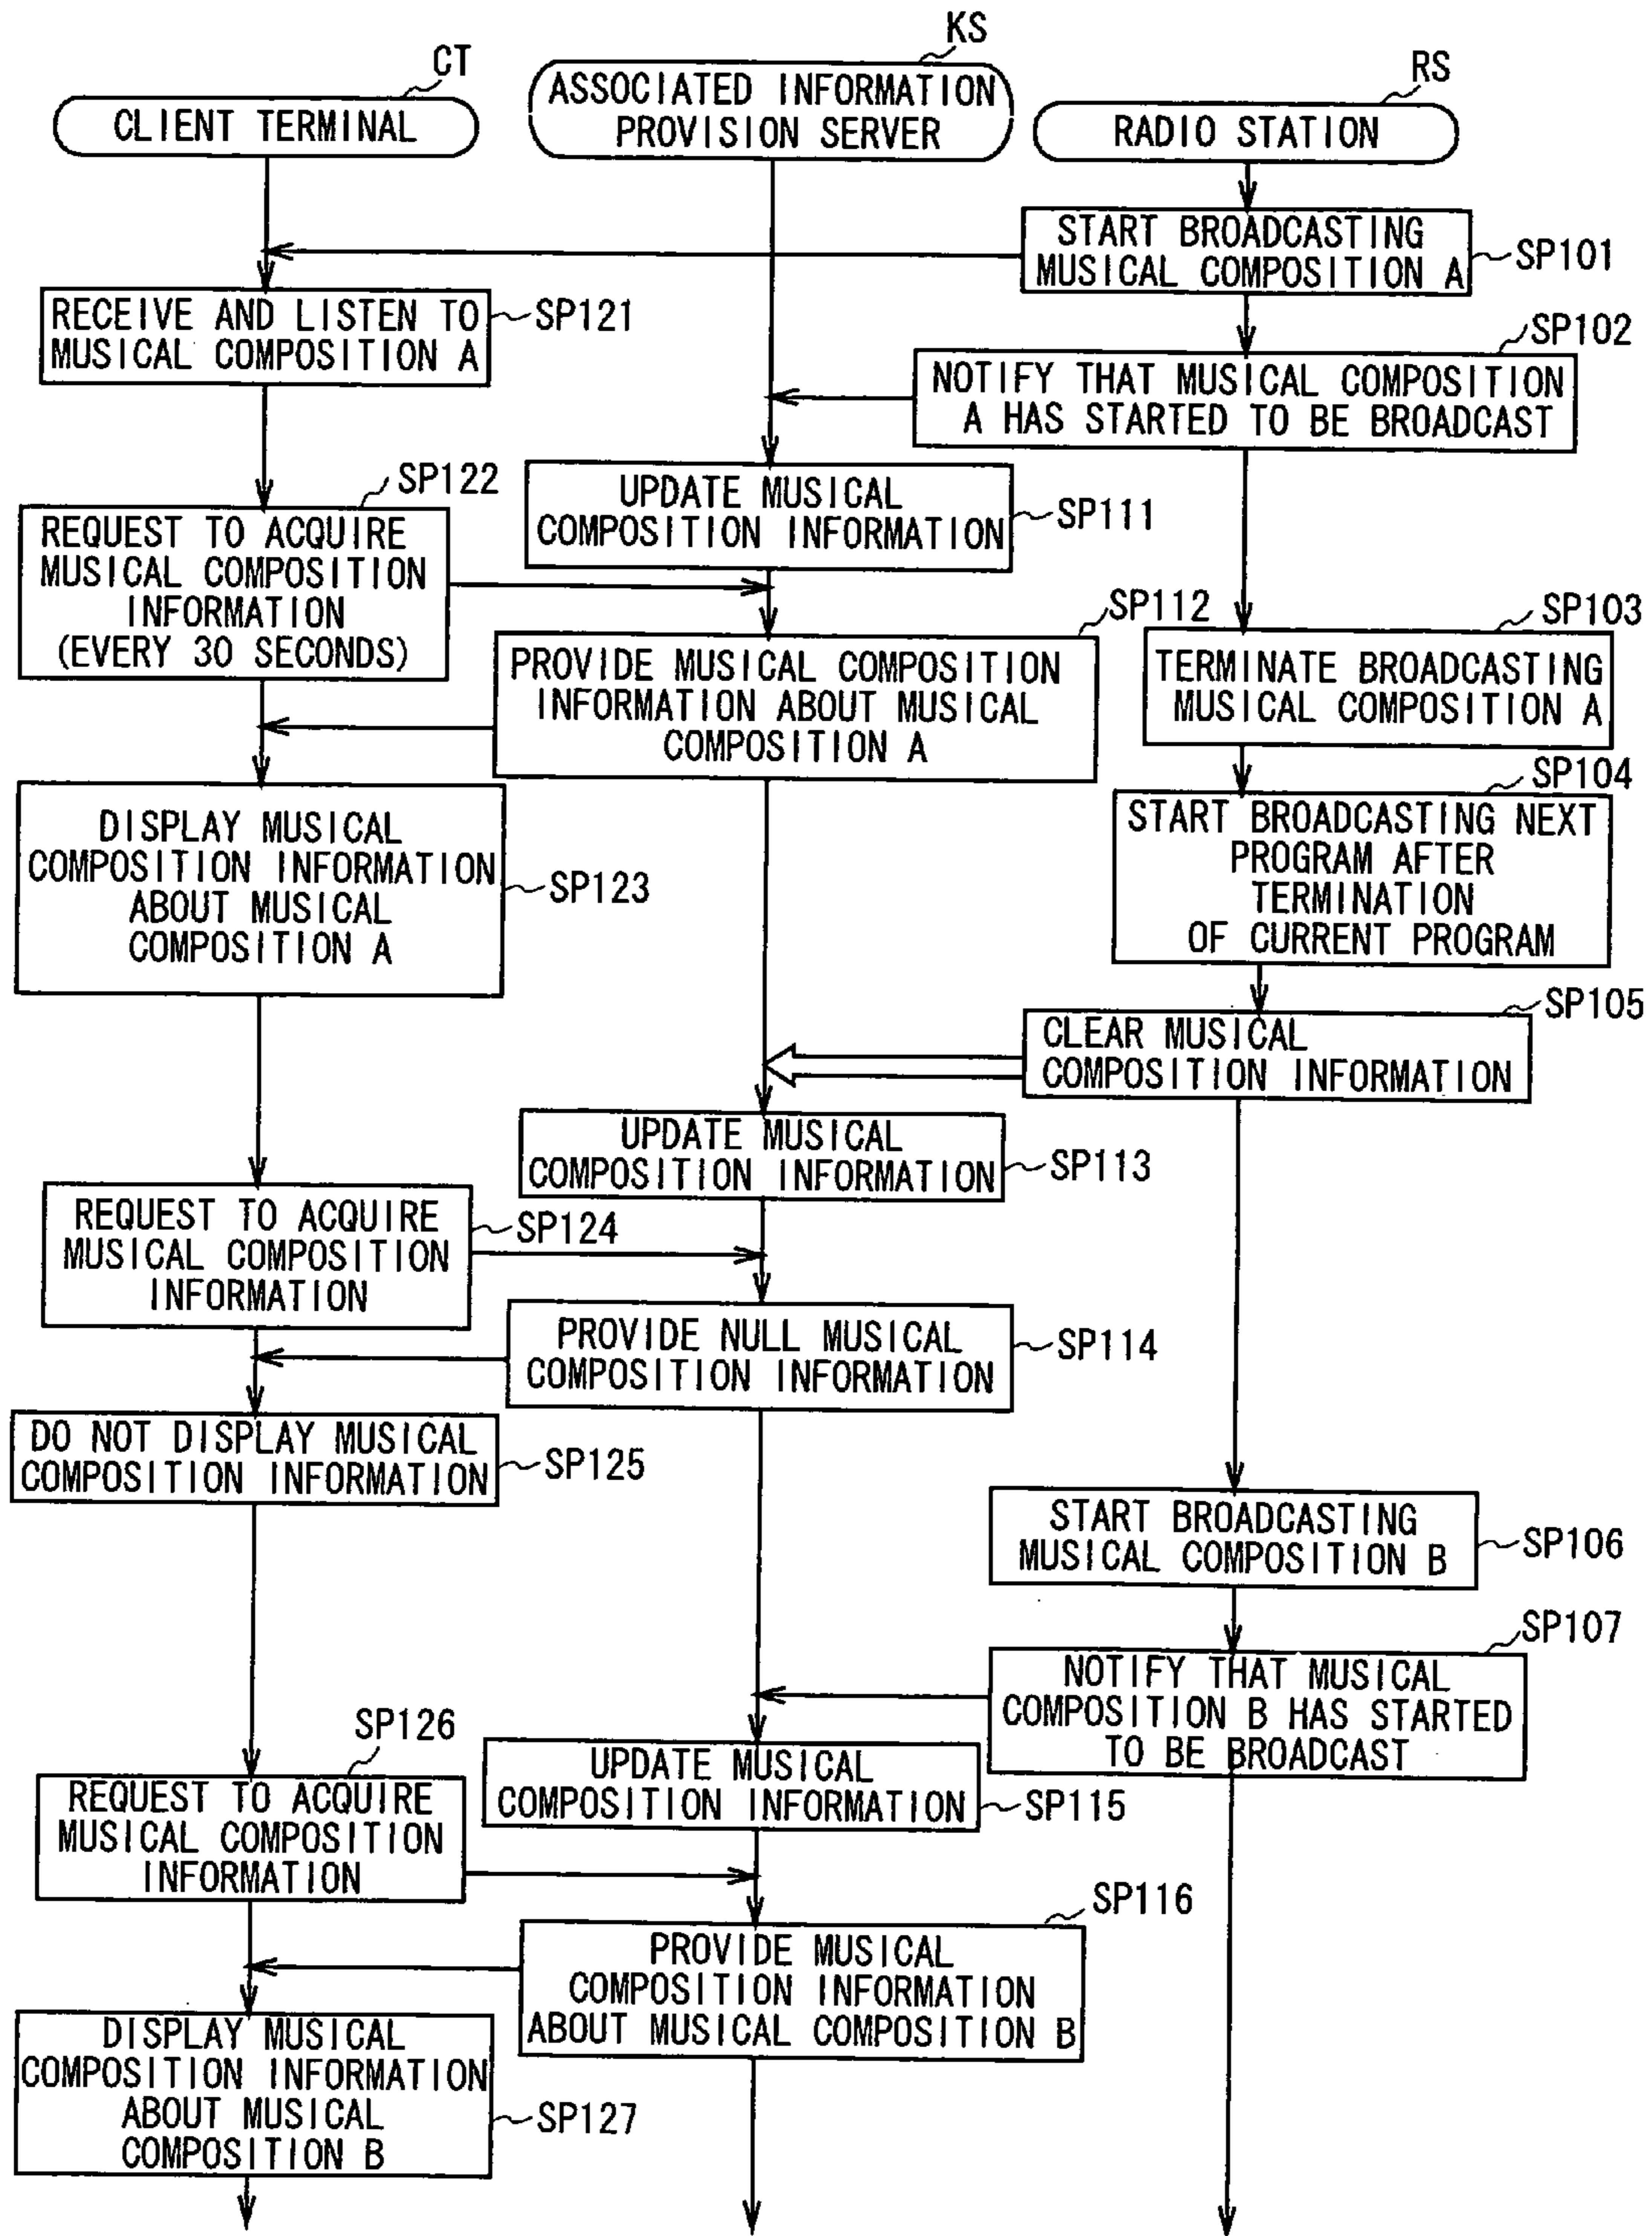 CT
CLIENT TERMINAL
KS
ASSOCIATED INFORMATION
PROVISION SERVER
RS
RADIO STATION
START BROADCASTING
MUSICAL COMPOSITION A
SP101
RECEIVE AND LISTEN TO
MUSICAL COMPOSITION A
SP121
SP102
NOTIFY THAT MUSICAL COMPOSITION
A HAS STARTED TO BE BROADCAST
UPDATE MUSICAL
COMPOSITION INFORMATION
SP111
SP122
REQUEST TO ACQUIRE
MUSICAL COMPOSITION
INFORMATION
(EVERY 30 SECONDS)
SP112
PROVIDE MUSICAL COMPOSITION
INFORMATION ABOUT MUSICAL
COMPOSITION A
SP103
TERMINATE BROADCASTING
MUSICAL COMPOSITION A
SP104
START BROADCASTING NEXT
PROGRAM AFTER
TERMINATION
OF CURRENT PROGRAM
DISPLAY MUSICAL
COMPOSITION INFORMATION
ABOUT MUSICAL
COMPOSITION A
SP123
SP105
CLEAR MUSICAL
COMPOSITION INFORMATION
UPDATE MUSICAL
COMPOSITION INFORMATION
SP113
REQUEST TO ACQUIRE
MUSICAL COMPOSITION
INFORMATION
SP124
PROVIDE NULL MUSICAL
COMPOSITION INFORMATION
SP114
DO NOT DISPLAY MUSICAL
COMPOSITION INFORMATION
SP125
START BROADCASTING
MUSICAL COMPOSITION B
SP106
SP107
NOTIFY THAT MUSICAL
COMPOSITION B HAS STARTED
TO BE BROADCAST
UPDATE MUSICAL
COMPOSITION INFORMATION
SP115
SP126
REQUEST TO ACQUIRE
MUSICAL COMPOSITION
INFORMATION
SP116
PROVIDE MUSICAL
COMPOSITION INFORMATION
ABOUT MUSICAL COMPOSITION B
DISPLAY MUSICAL
COMPOSITION INFORMATION
ABOUT MUSICAL
COMPOSITION B
SP127